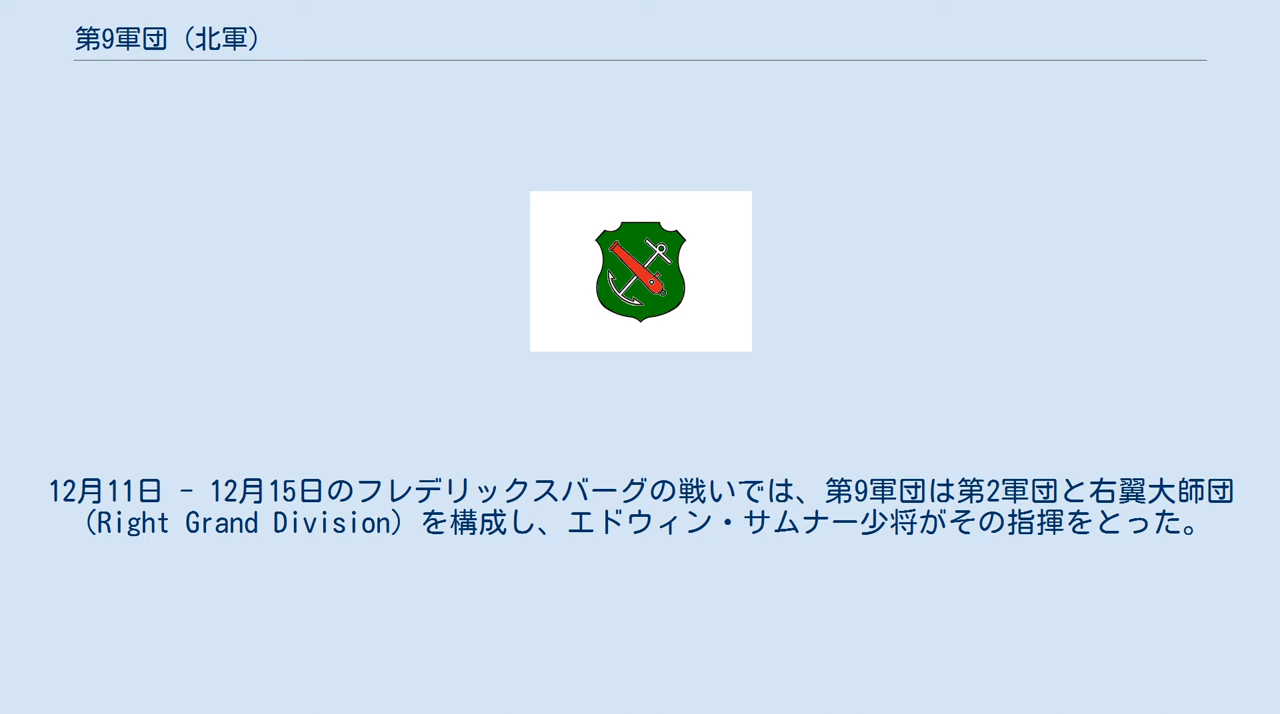 第9軍団（北軍）
12月11日 - 12月15日のフレデリックスバーグの戦いでは、第9軍団は第2軍団と右翼大師団
（Right Grand Division）を構成し、エドウィン・サムナー少将がその指揮をとった。